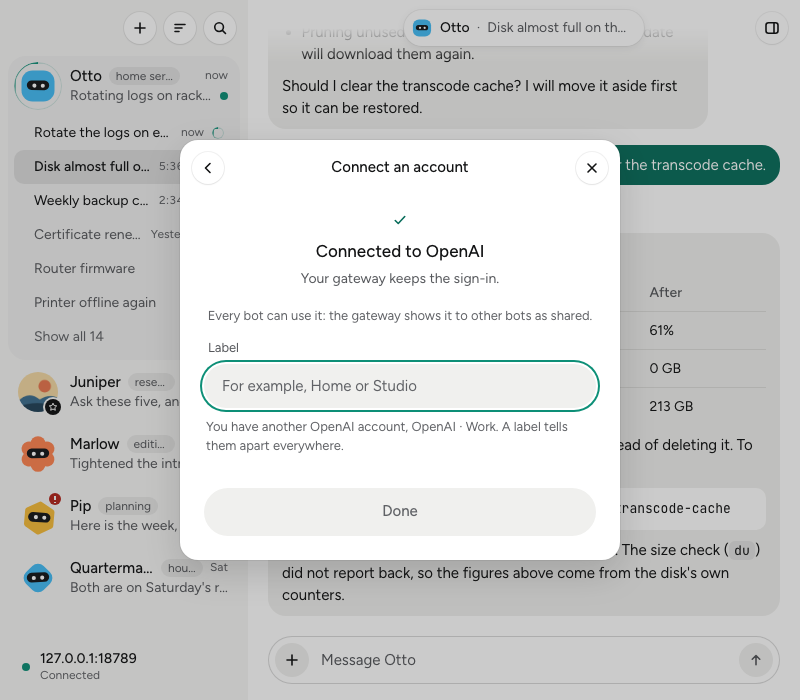 Otto · Disk almost full on th...
Otto home ser... now
Rotating logs on rack...
Rotate the logs on e... now
Disk almost full o... 5:36
Weekly backup c... 2:34
Certificate rene... Yeste
Router firmware
Printer offline again
Show all 14
Juniper rese...
Ask these five, an
Marlow editi...
Tightened the intr
Pip planning
Here is the week,
Quarterma... hou... Sat
Both are on Saturday's r...
127.0.0.1:18789
Connected
Pruning unused date
will download them again.
Should I clear the transcode cache? I will move it aside first
so it can be restored.
the transcode cache.
After
61%
0 GB
213 GB
ead of deleting it. To
transcode-cache
The size check ( du )
did not report back, so the figures above come from the disk's own
counters.
Message Otto
Connect an account
Connected to OpenAI
Your gateway keeps the sign-in.
Every bot can use it: the gateway shows it to other bots as shared.
Label
For example, Home or Studio
You have another OpenAI account, OpenAI · Work. A label tells
them apart everywhere.
Done